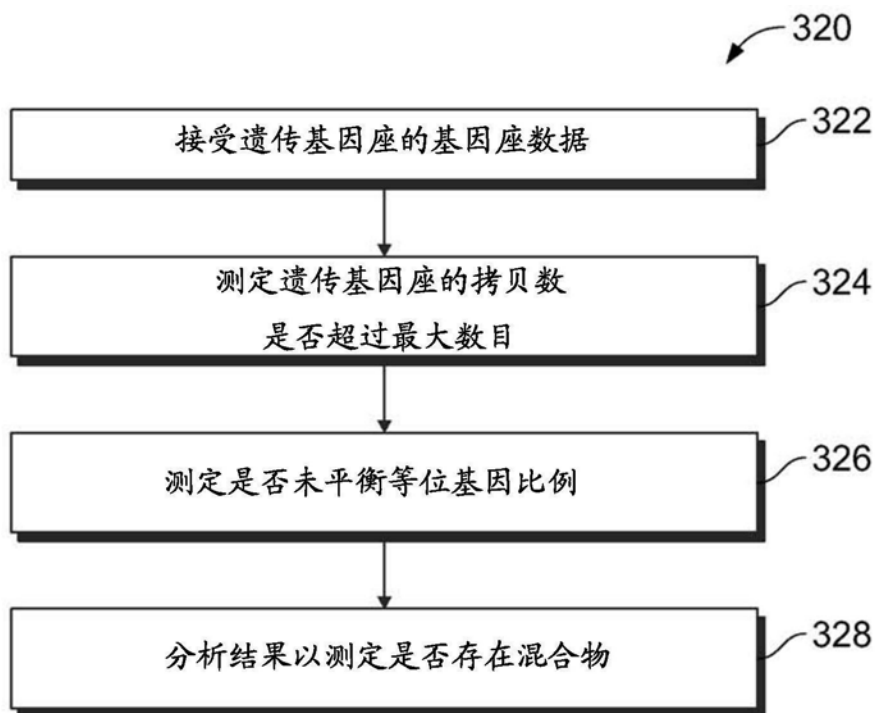 320
接受遗传基因座的基因座数据
322
测定遗传基因座的拷贝数
是否超过最大数目
324
测定是否未平衡等位基因比例
326
分析结果以测定是否存在混合物
328